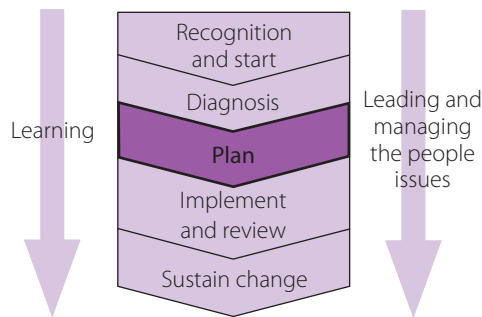 Recognition
and start
Diagnosis
Plan
Implement
and review
Sustain change
Learning
Leading and
managing
the people
issues